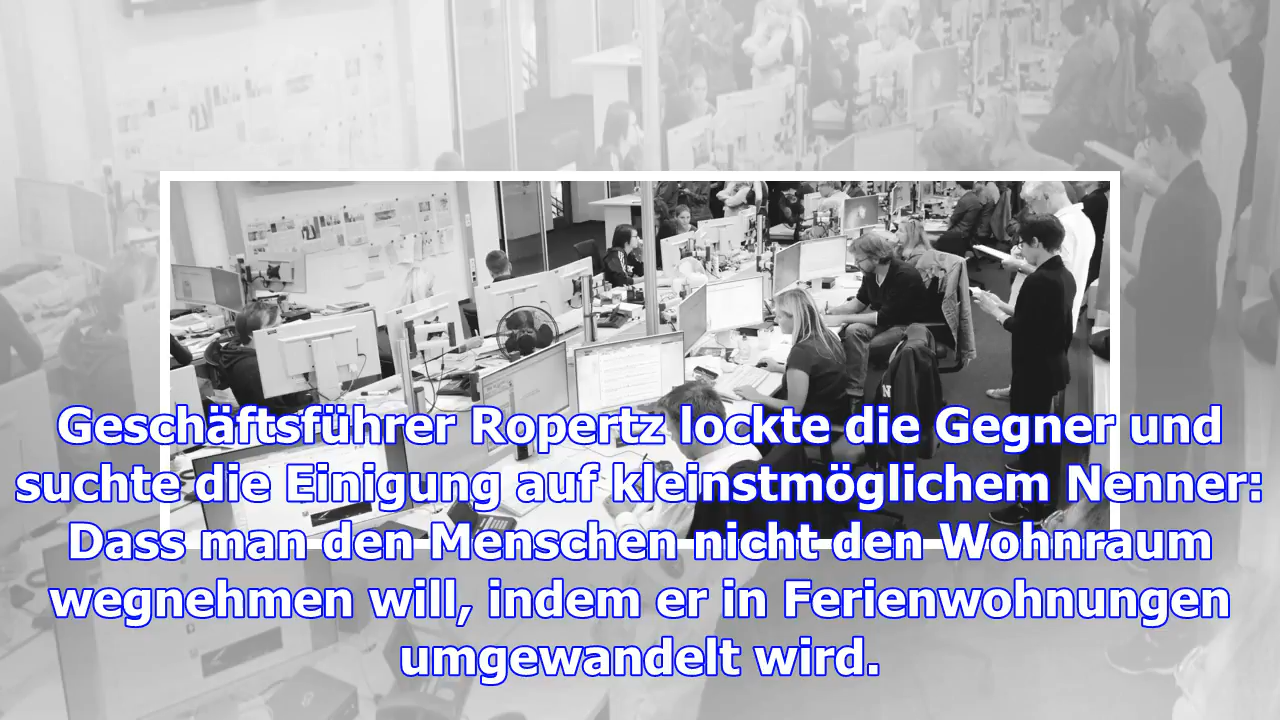 Geschäftsführer Ropertz lockte die Gegner und
suchte die Einigung auf kleinstmöglichem Nenner:
Dass man den Menschen nicht den Wohnraum
wegnehmen will, indem er in Ferienwohnungen
umgewandelt wird.